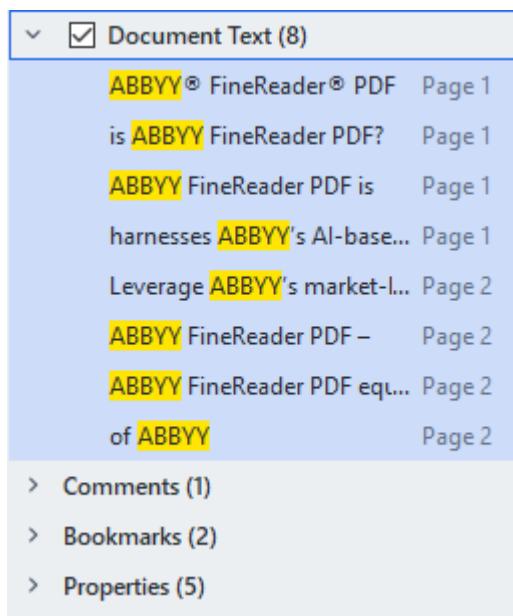 Document Text (8)
ABBYY® FineReader® PDF Page 1
is ABBYY FineReader PDF? Page 1
ABBYY FineReader PDF is Page 1
harnesses ABBYY’s AI-base... Page 1
Leverage ABBYY’s market-l... Page 2
ABBYY FineReader PDF – Page 2
ABBYY FineReader PDF equ... Page 2
of ABBYY Page 2
Comments (1)
Bookmarks (2)
Properties (5)